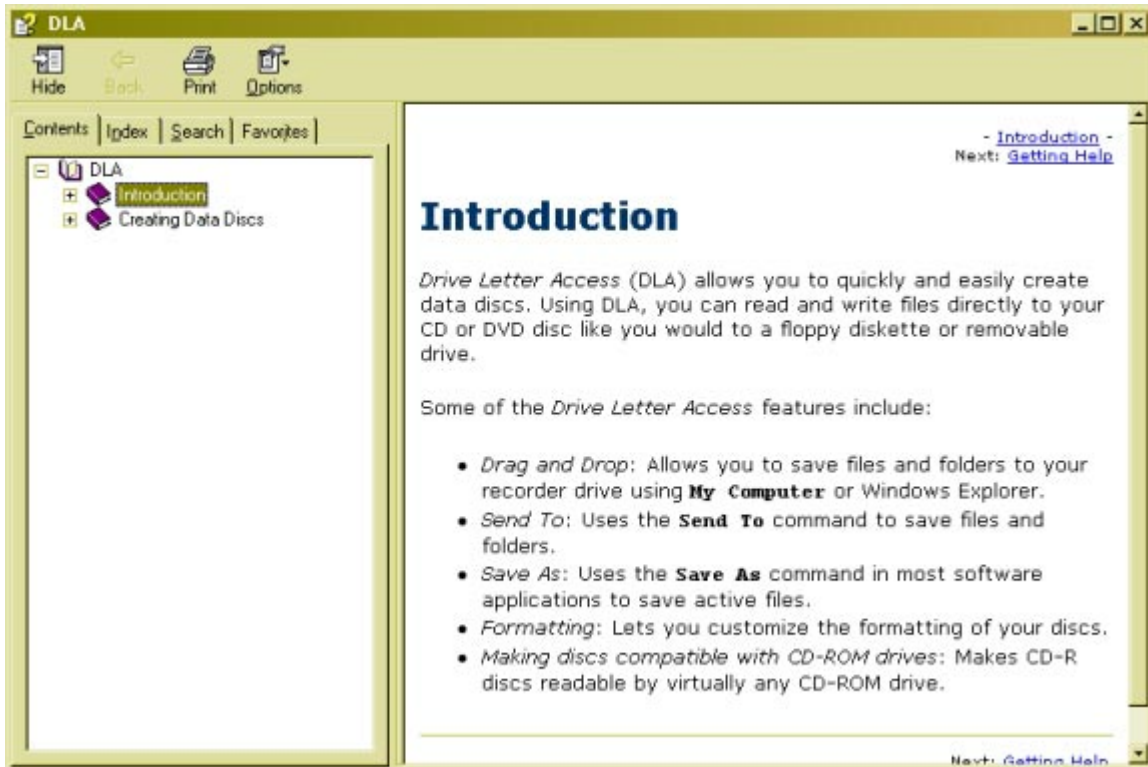 DLA
Hide Back Print Options
Contents Index Search Favorites
DLA
Introduction
Creating Data Discs
- Introduction -
Next: Getting Help
Introduction
Drive Letter Access (DLA) allows you to quickly and easily create
data discs. Using DLA, you can read and write files directly to your
CD or DVD disc like you would to a floppy diskette or removable
drive.
Some of the Drive Letter Access features include:
• Drag and Drop: Allows you to save files and folders to your
recorder drive using My Computer or Windows Explorer.
• Send To: Uses the Send To command to save files and
folders.
• Save As: Uses the Save As command in most software
applications to save active files.
• Formatting: Lets you customize the formatting of your discs.
• Making discs compatible with CD-ROM drives: Makes CD-R
discs readable by virtually any CD-ROM drive.
Next: Getting Help